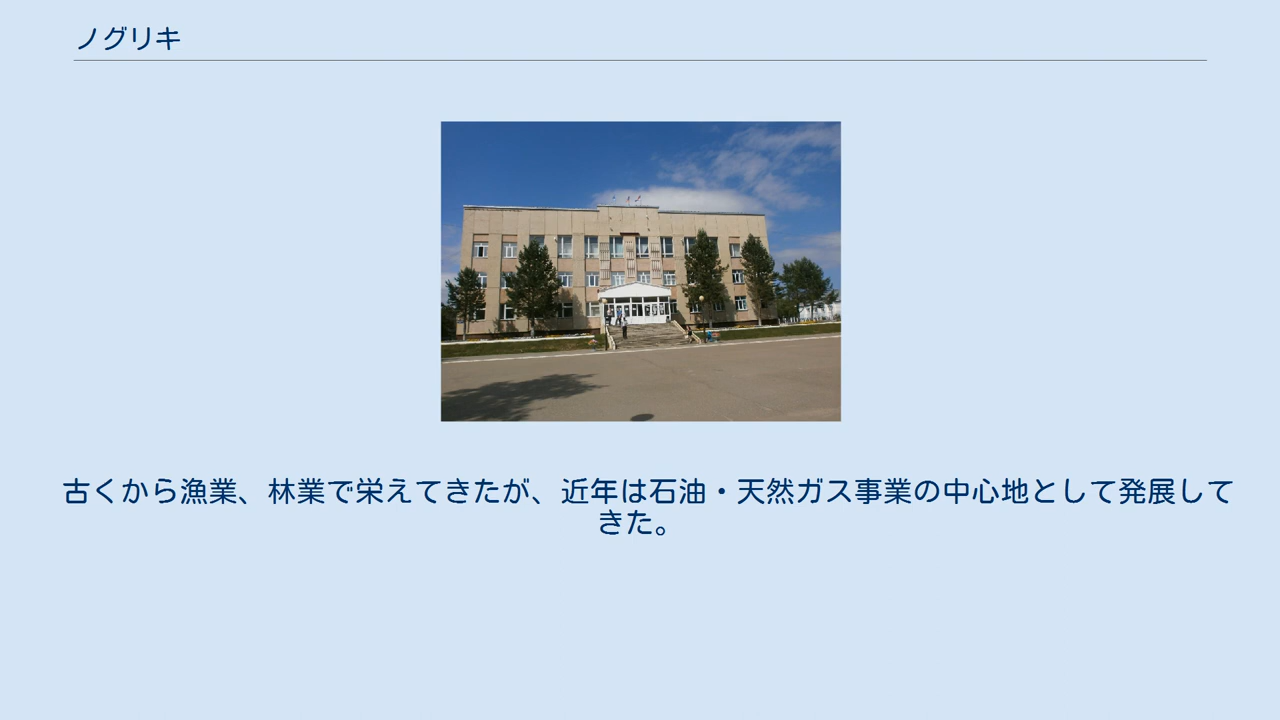 ノグリキ
古くから漁業、林業で栄えてきたが、近年は石油・天然ガス事業の中心地として発展して
きた。